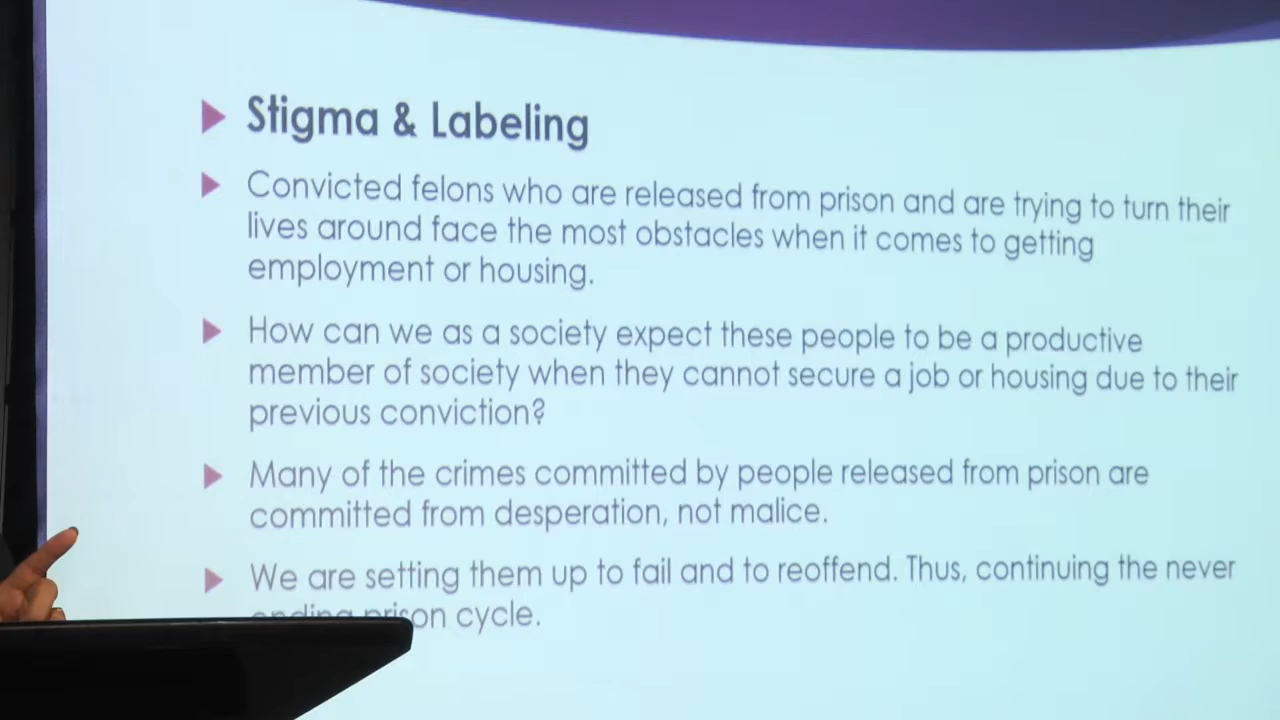 Stigma & Labeling
Convicted felons who are released from prison and are trying to turn their
lives around face the most obstacles when it comes to getting
employment or housing.
How can we as a society expect these people to be a productive
member of society when they cannot secure a job or housing due to their
previous conviction?
Many of the crimes committed by people released from prison are
committed from desperation, not malice.
We are setting them up to fail and to reoffend. Thus, continuing the never
ending prison cycle.